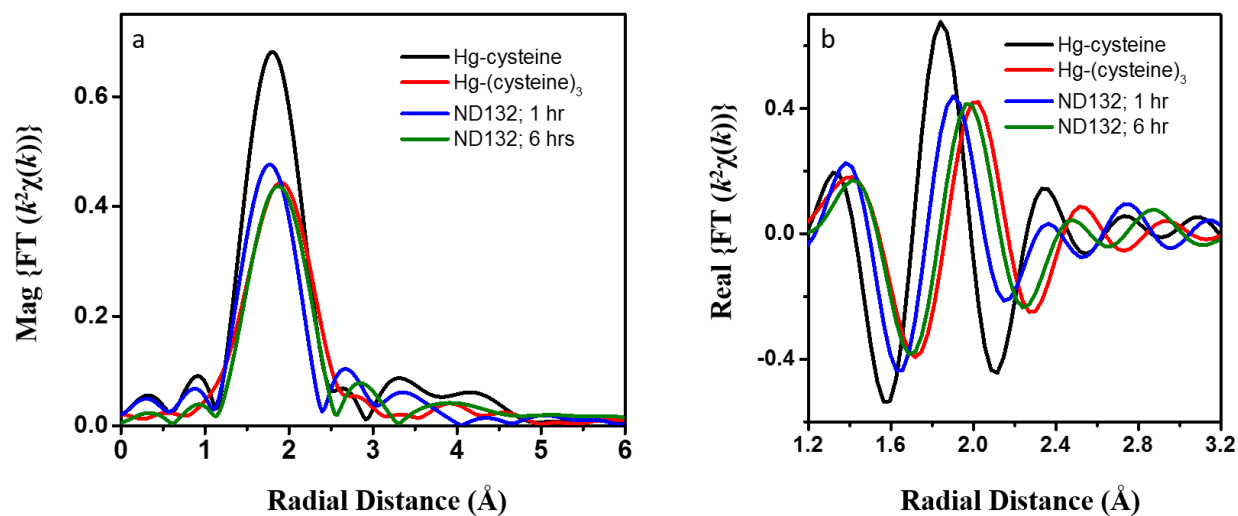 a
Hg-cysteine
Hg-(cysteine)3
ND132; 1 hr
ND132; 6 hrs
Mag {FT (k²χ(k))}
0.6
0.4
0.2
0.0
0 1 2 3 4 5 6
Radial Distance (Å)
b
Hg-cysteine
Hg-(cysteine)3
ND132; 1 hr
ND132; 6 hr
Real {FT (k²χ(k))}
0.4
0.0
-0.4
1.2 1.6 2.0 2.4 2.8 3.2
Radial Distance (Å)